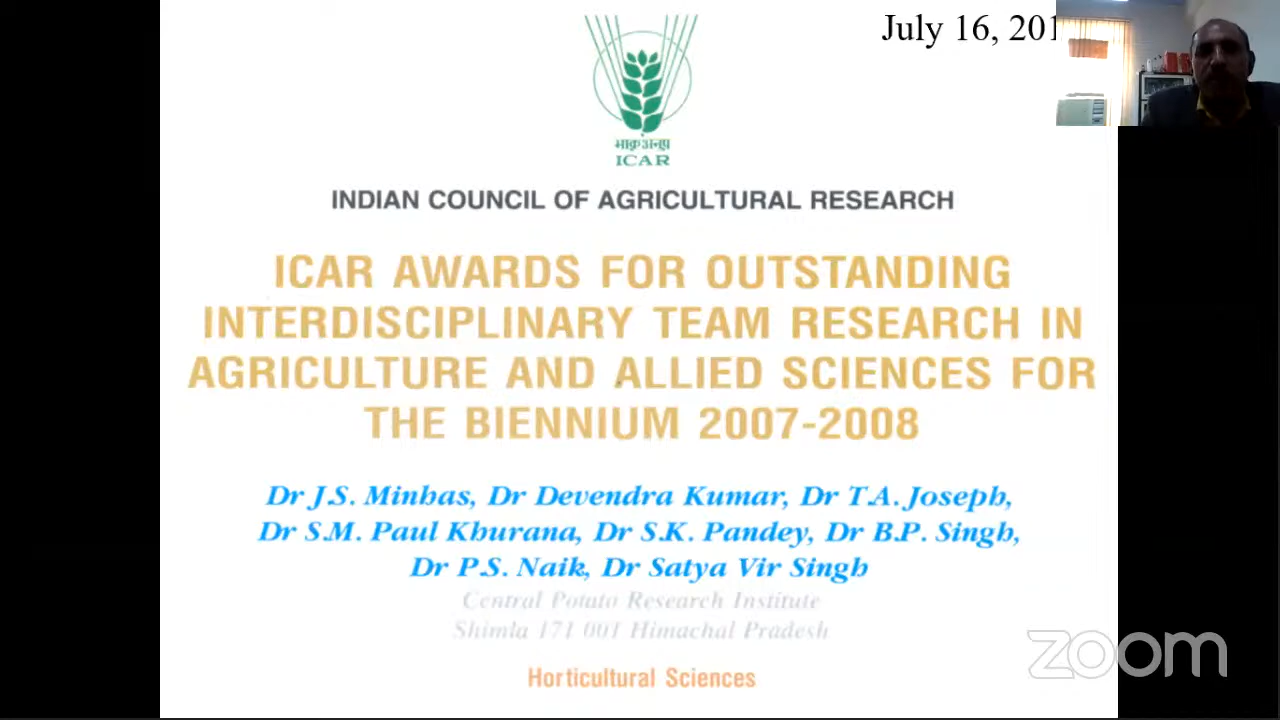 July 16, 201
भाकृअनुप
ICAR
INDIAN COUNCIL OF AGRICULTURAL RESEARCH
ICAR AWARDS FOR OUTSTANDING
INTERDISCIPLINARY TEAM RESEARCH IN
AGRICULTURE AND ALLIED SCIENCES FOR
THE BIENNIUM 2007-2008
Dr J.S. Minhas, Dr Devendra Kumar, Dr T.A. Joseph,
Dr S.M. Paul Khurana, Dr S.K. Pandey, Dr B.P. Singh,
Dr P.S. Naik, Dr Satya Vir Singh
Central Potato Research Institute
Shimla 171 001 Himachal Pradesh
Horticultural Sciences
zoom